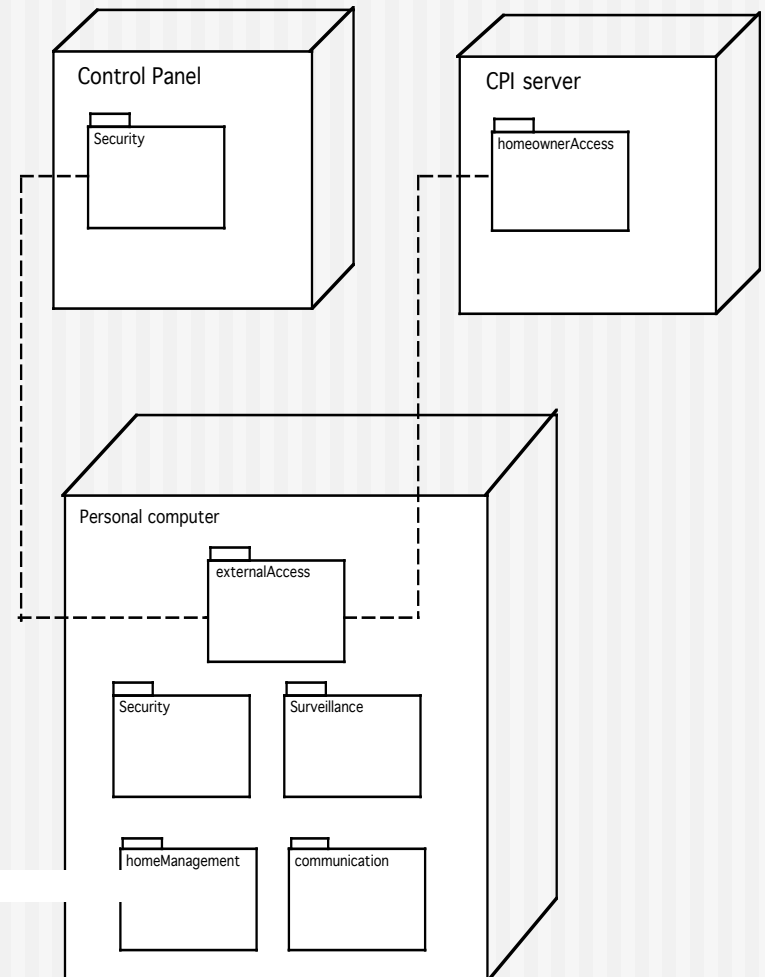 Control Panel
Security
CPI server
homeownerAccess
Personal computer
externalAccess
Security
Surveillance
homeManagement
communication